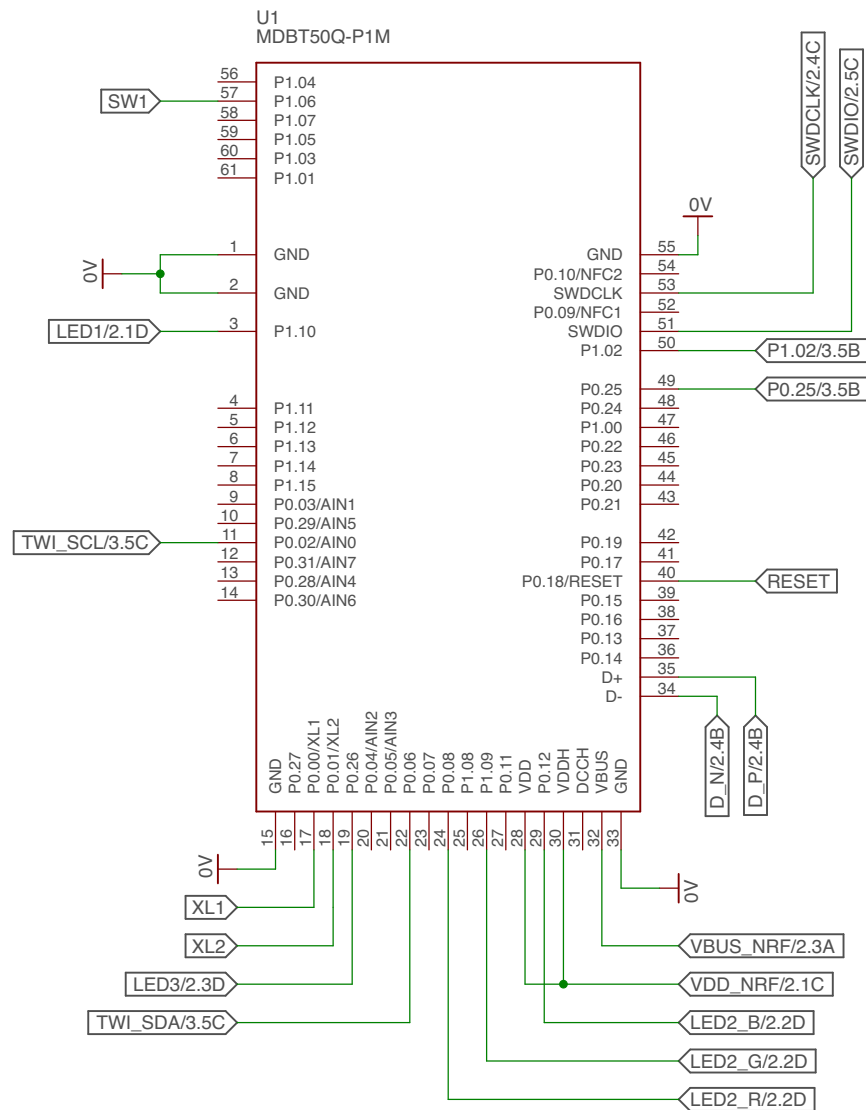 U1
MDBT50Q-P1M
SWDCLK/2.4C
SWDIO/2.5C
56 P1.04
SW1 57 P1.06
58 P1.07
59 P1.05
60 P1.03
61 P1.01
0V
0V
1 GND
2 GND
LED1/2.1D 3 P1.10
4 P1.11
5 P1.12
6 P1.13
7 P1.14
8 P1.15
9 P0.03/AIN1
10 P0.29/AIN5
TWI_SCL/3.5C 11 P0.02/AIN0
12 P0.31/AIN7
13 P0.28/AIN4
14 P0.30/AIN6
GND 55
P0.10/NFC2 54
SWDCLK 53
P0.09/NFC1 52
SWDIO 51
P1.02 50 P1.02/3.5B
P0.25 49 P0.25/3.5B
P0.24 48
P1.00 47
P0.22 46
P0.23 45
P0.20 44
P0.21 43
P0.19 42
P0.17 41
P0.18/RESET 40 RESET
P0.15 39
P0.16 38
P0.13 37
P0.14 36
D+ 35
D- 34
D_N/2.4B
D_P/2.4B
GND 15
P0.27 16
P0.00/XL1 17
P0.01/XL2 18
P0.26 19
P0.04/AIN2 20
P0.05/AIN3 21
P0.06 22
P0.07 23
P0.08 24
P1.08 25
P1.09 26
P0.11 27
VDD 28
P0.12 29
VDDH 30
DCCH 31
VBUS 32
GND 33
0V
0V
XL1
XL2
LED3/2.3D
TWI_SDA/3.5C
VBUS_NRF/2.3A
VDD_NRF/2.1C
LED2_B/2.2D
LED2_G/2.2D
LED2_R/2.2D